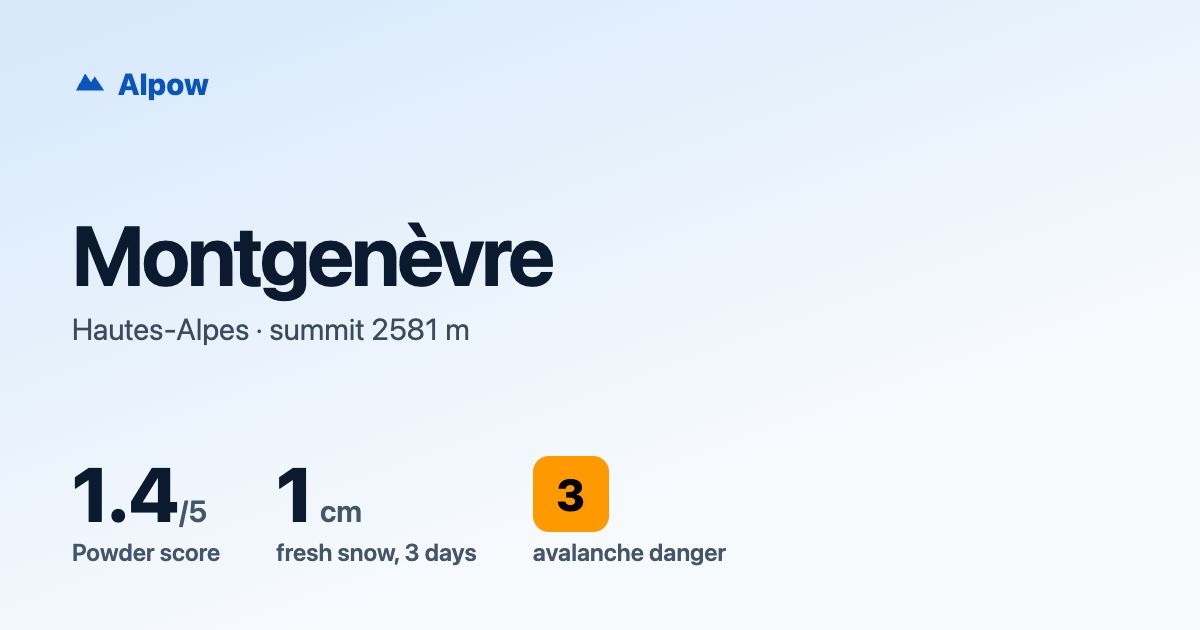 Alpow
Montgenèvre
Hautes-Alpes · summit 2581 m
1.4/5
Powder score
1 cm
fresh snow, 3 days
3
avalanche danger